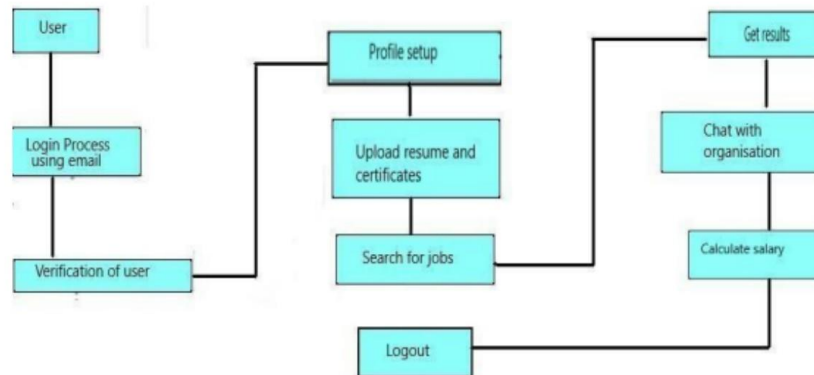 User
Login Process
using email
Verification of user
Profile setup
Upload resume and
certificates
Search for jobs
Get results
Chat with
organisation
Calculate salary
Logout